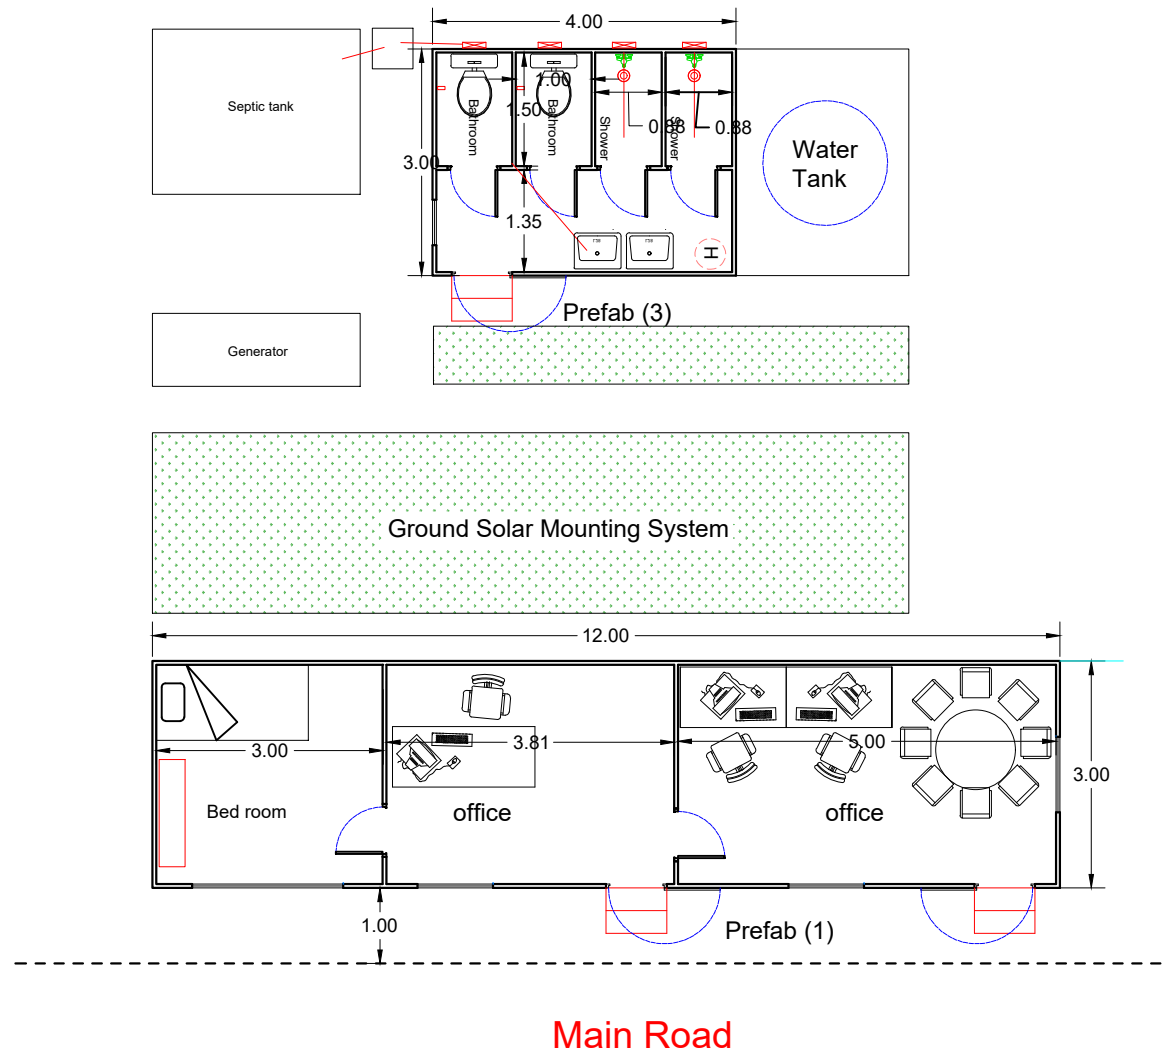 4.00
Septic tank
Bathroom
Bathroom
1.00
1.50
Shower
Shower
0.88
0.88
Water
Tank
3.00
1.35
H
Prefab (3)
Generator
Ground Solar Mounting System
12.00
3.00
3.81
5.00
3.00
Bed room
office
office
1.00
Prefab (1)
Main Road